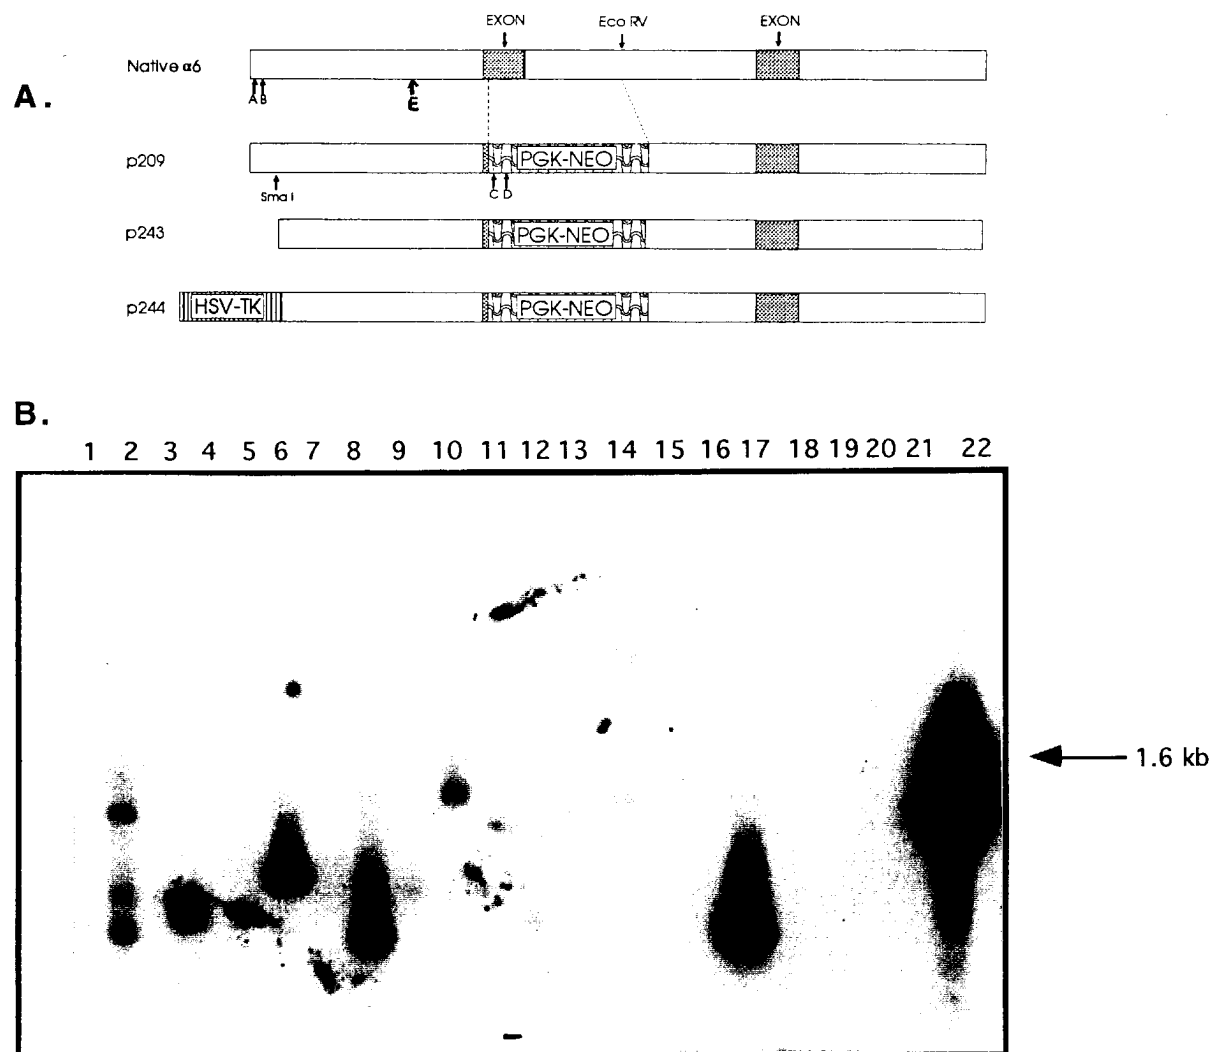 EXON Eco RV EXON
Native α6
A B E
A.
p209 PGK-NEO
Sma I C D
p243 PGK-NEO
p244 HSV-TK PGK-NEO
B.
1 2 3 4 5 6 7 8 9 10 11 12 13 14 15 16 17 18 19 20 21 22
1.6 kb